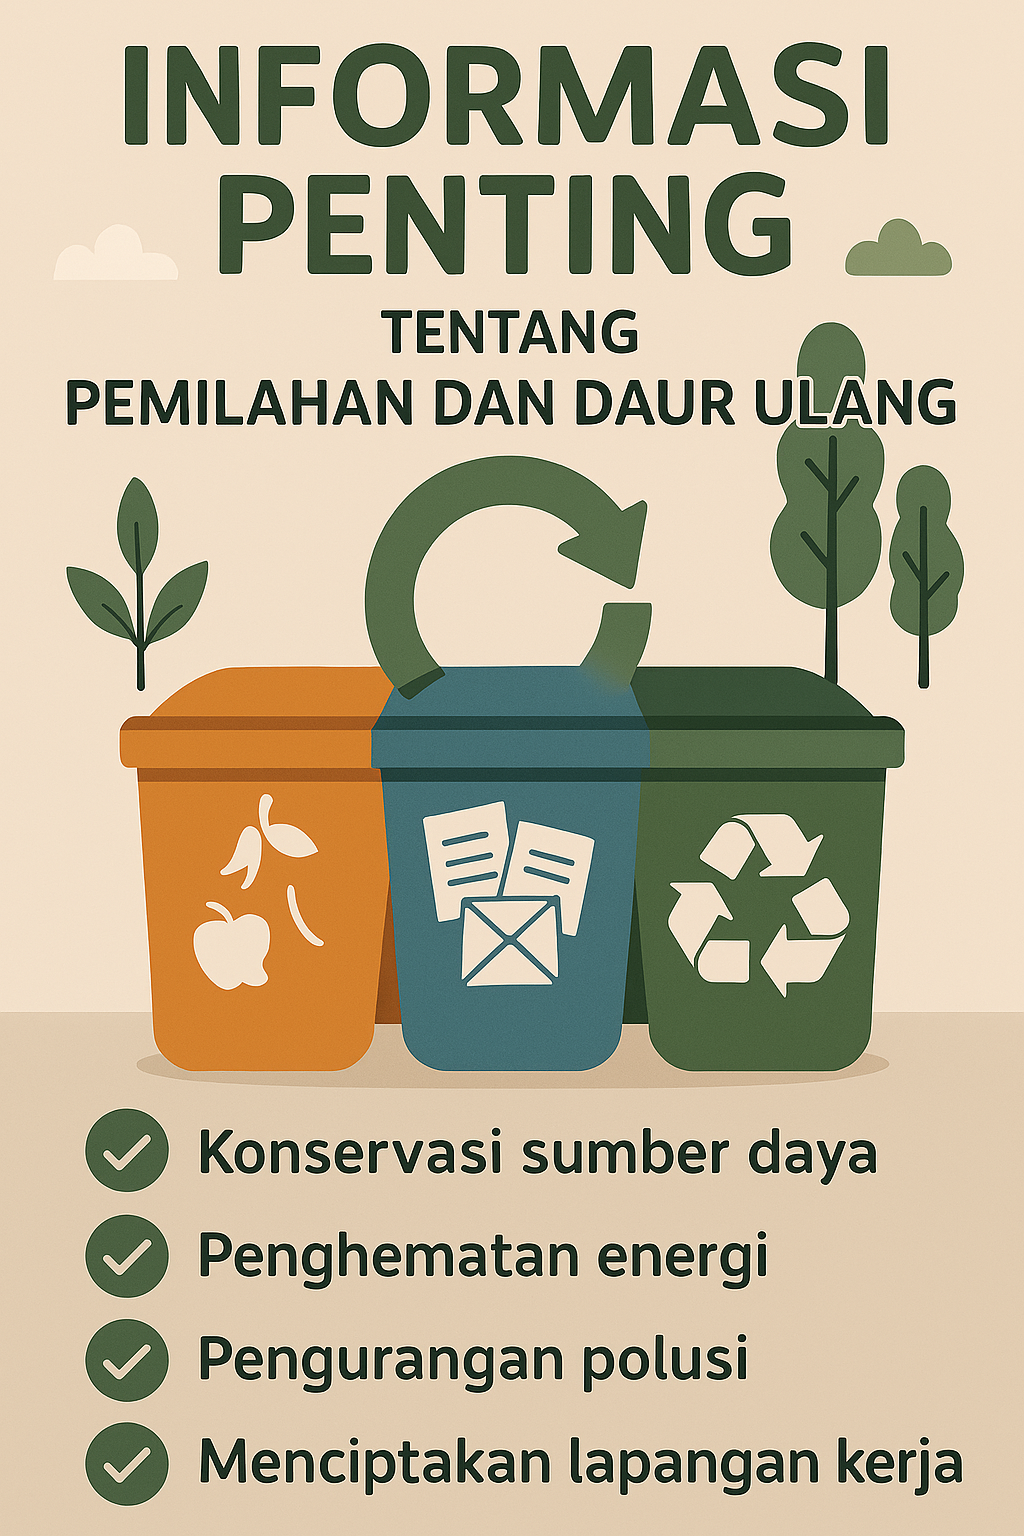 INFORMASI
PENTING
TENTANG
PEMILAHAN DAN DAUR ULANG
Konservasi sumber daya
Penghematan energi
Pengurangan polusi
Menciptakan lapangan kerja